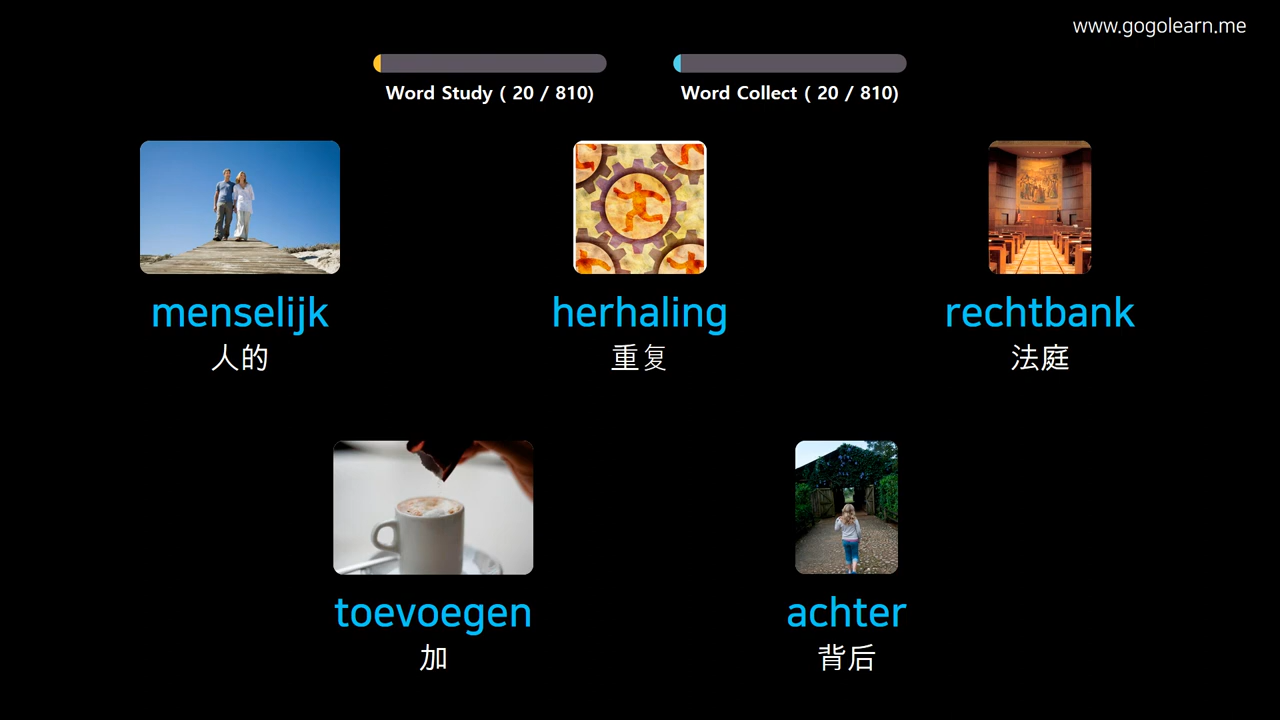 www.gogolearn.me
Word Study ( 20 / 810)
Word Collect ( 20 / 810)
menselijk
人的
herhaling
重复
rechtbank
法庭
toevoegen
加
achter
背后